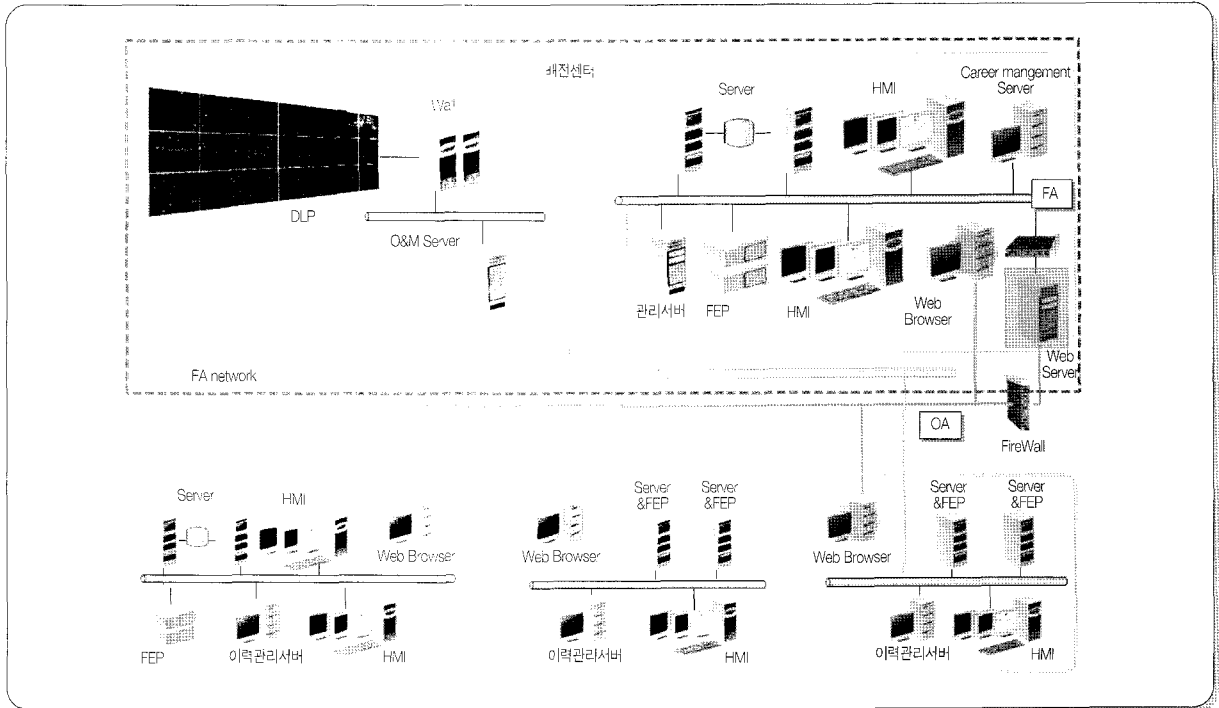 배전센터
Career mangement
Server
Server
HMI
Wall
DLP
FA
O&M Server
관리서버
FEP
HMI
Web
Browser
Web
Server
FA network
OA
FireWall
Server
HMI
Web Browser
FEP
이력관리서버
HMI
Server
&FEP
Server
&FEP
Web Browser
이력관리서버
HMI
Server
&FEP
Server
&FEP
Web Browser
이력관리서버
HMI